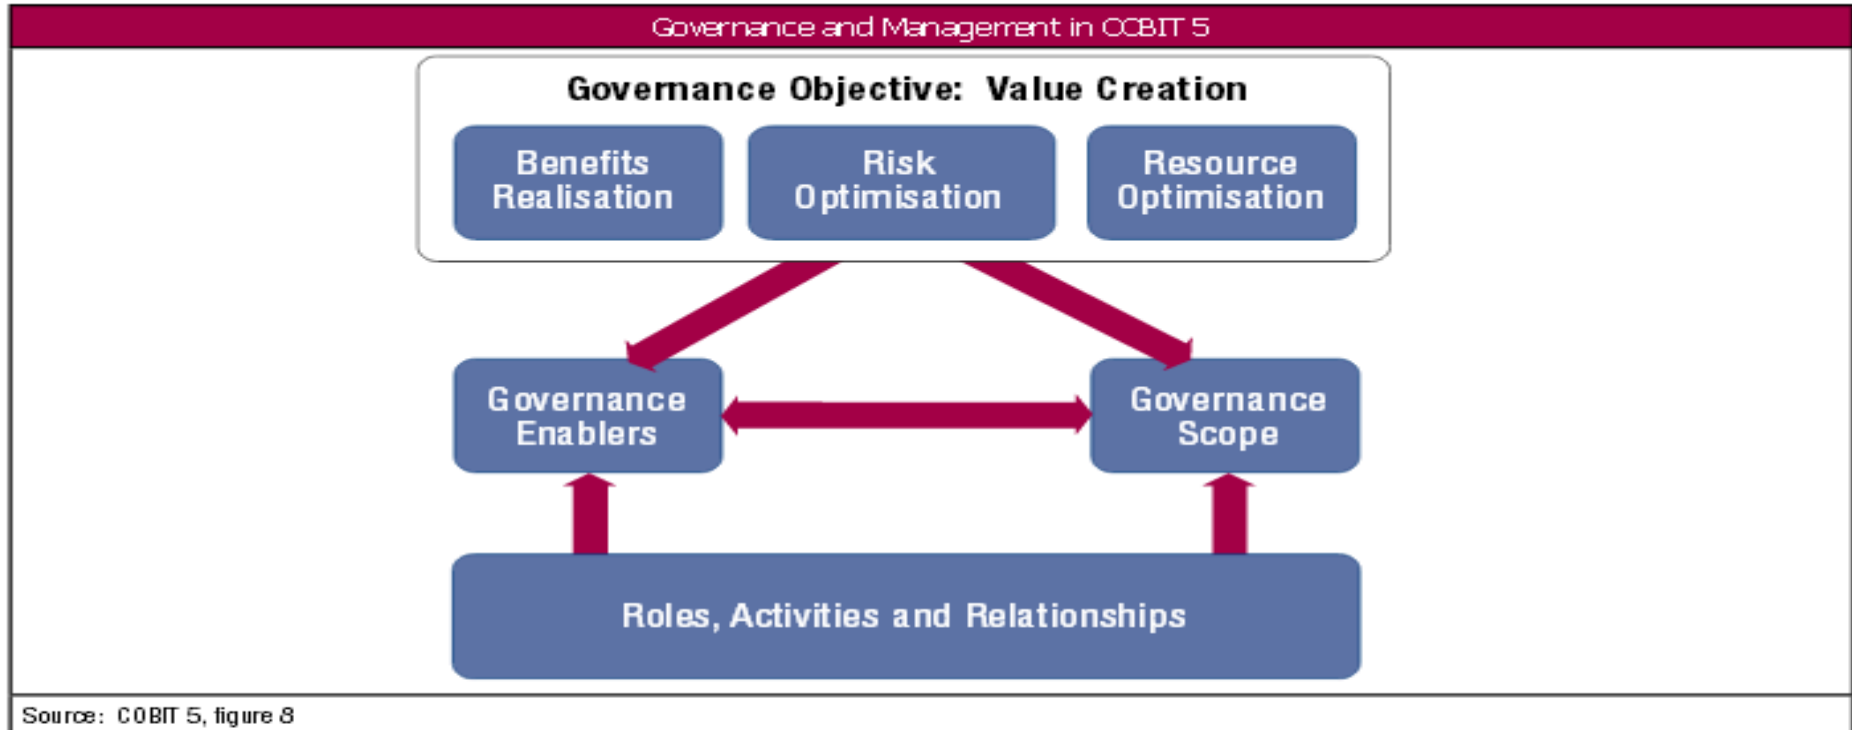 Governance and Management in COBIT 5
Governance Objective: Value Creation
Benefits
Realisation
Risk
Optimisation
Resource
Optimisation
Governance
Enablers
Governance
Scope
Roles, Activities and Relationships
Source: COBIT 5, figure 8